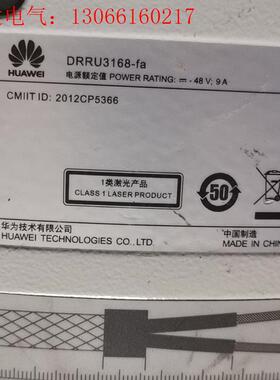 电气：13066160217
HUAWEI
DRRU3168-fa
电源额定值 POWER RATING: ⎓ -48 V; 9 A
CMIIT ID: 2012CP5366
1类激光产品
CLASS 1 LASER PRODUCT
50
华为技术有限公司
中国制造
HUAWEI TECHNOLOGIES CO., LTD.
MADE IN CHIN